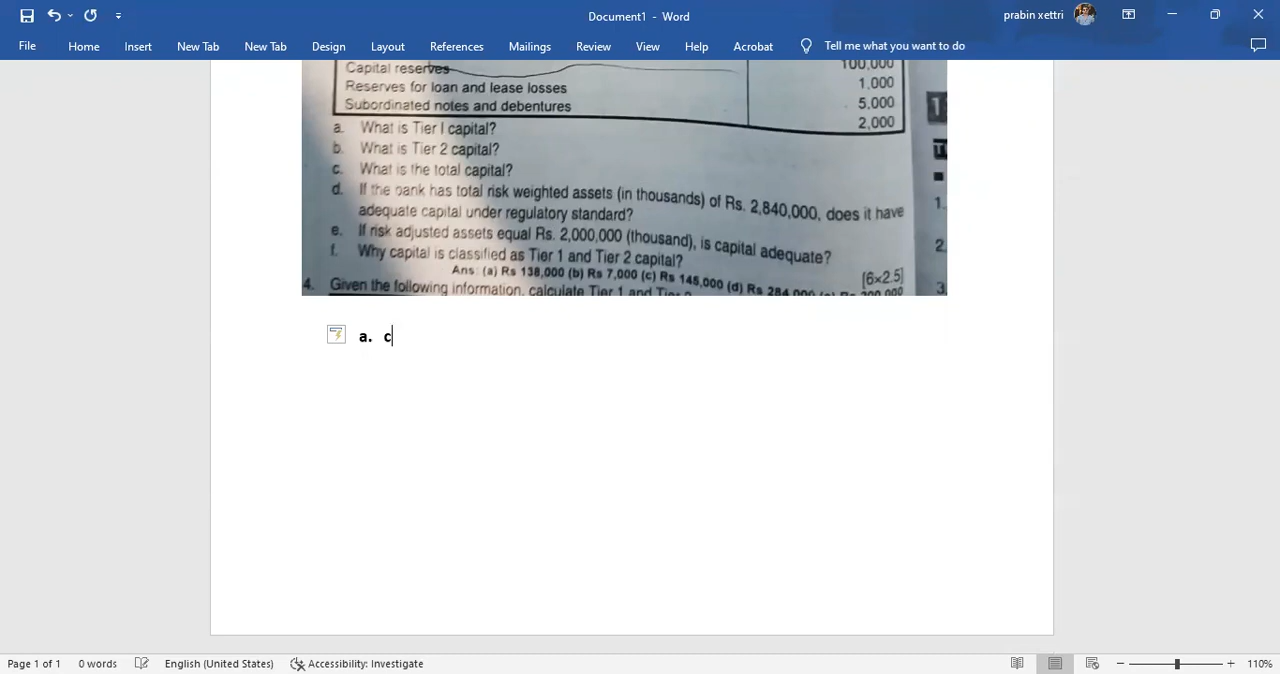 Document1 - Word
prabin xettri
File Home Insert New Tab New Tab Design Layout References Mailings Review View Help Acrobat Tell me what you want to do
Capital reserves 100,000
Reserves for loan and lease losses 1,000
Subordinated notes and debentures 5,000
2,000
a. What is Tier I capital?
b. What is Tier 2 capital?
c. What is the total capital?
d. If the bank has total risk weighted assets (in thousands) of Rs. 2,840,000, does it have
adequate capital under regulatory standard?
e. If risk adjusted assets equal Rs. 2,000,000 (thousand), is capital adequate?
f. Why capital is classified as Tier 1 and Tier 2 capital?
[6×2.5]
Ans: (a) Rs 138,000 (b) Rs 7,000 (c) Rs 145,000 (d) Rs 284,000
4. Given the following information, calculate Tier 1 and Tier
1.
2.
3.
a. c
Page 1 of 1 0 words English (United States) Accessibility: Investigate 110%